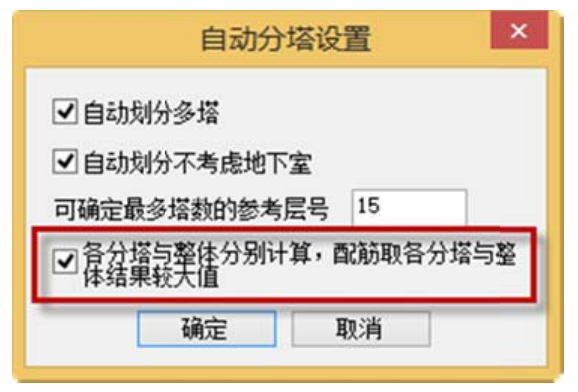 自动分塔设置
自动划分多塔
自动划分不考虑地下室
可确定最多塔数的参考层号 15
各分塔与整体分别计算，配筋取各分塔与整
体结果较大值
确定 取消